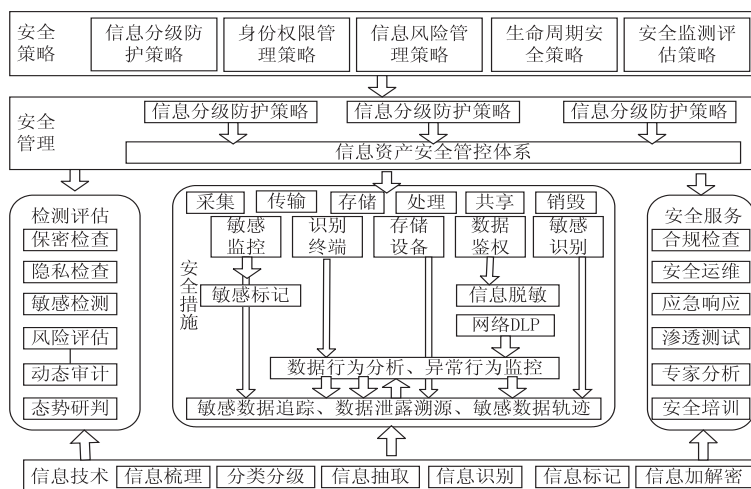 安全
策略
信息分级防
护策略
身份权限管
理策略
信息风险管
理策略
生命周期安
全策略
安全监测评
估策略
安全
管理
信息分级防护策略
信息分级防护策略
信息分级防护策略
信息资产安全管控体系
检测评估
保密检查
隐私检查
敏感检测
风险评估
动态审计
态势研判
安全措施
采集
传输
存储
处理
共享
销毁
敏感
监控
识别
终端
存储
设备
数据
鉴权
敏感
识别
敏感标记
信息脱敏
网络DLP
数据行为分析、异常行为监控
敏感数据追踪、数据泄露溯源、敏感数据轨迹
安全服务
合规检查
安全运维
应急响应
渗透测试
专家分析
安全培训
信息技术
信息梳理
分类分级
信息抽取
信息识别
信息标记
信息加解密